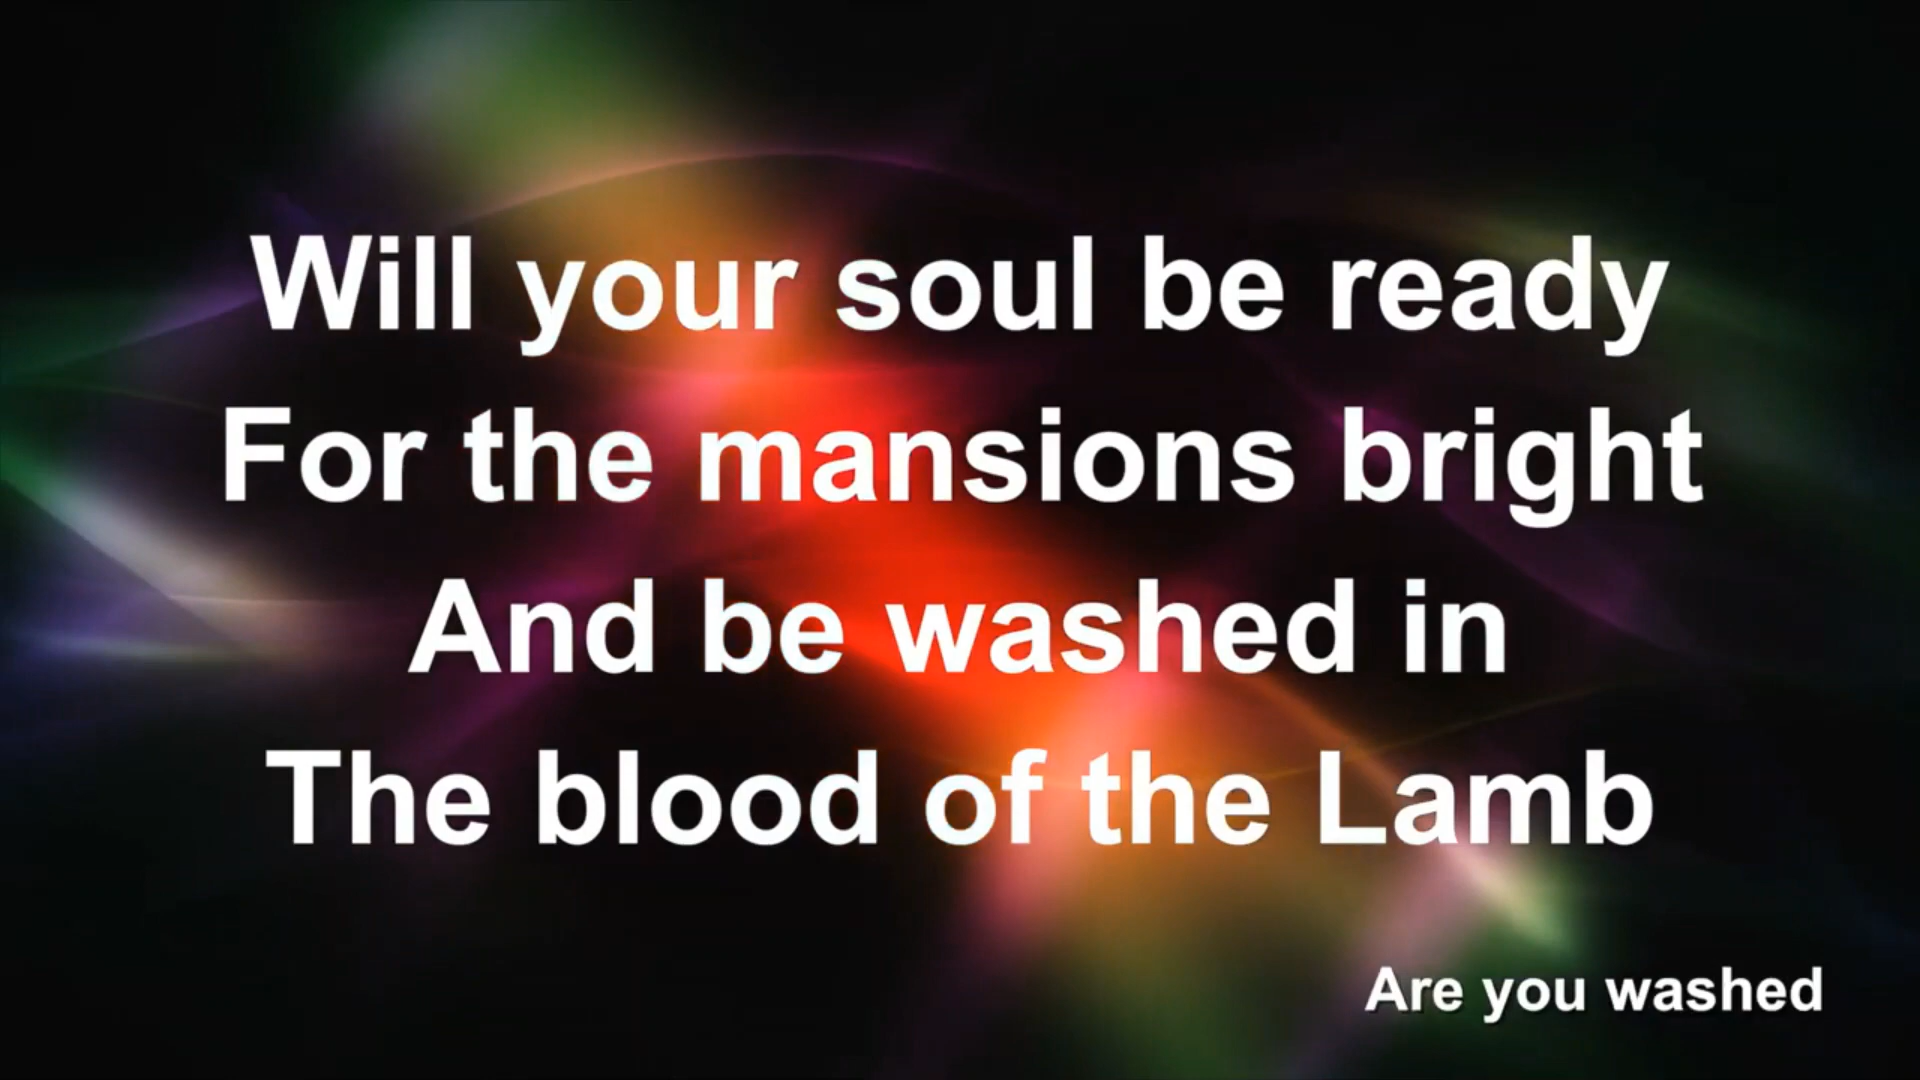 Will your soul be ready
For the mansions bright
And be washed in
The blood of the Lamb
Are you washed